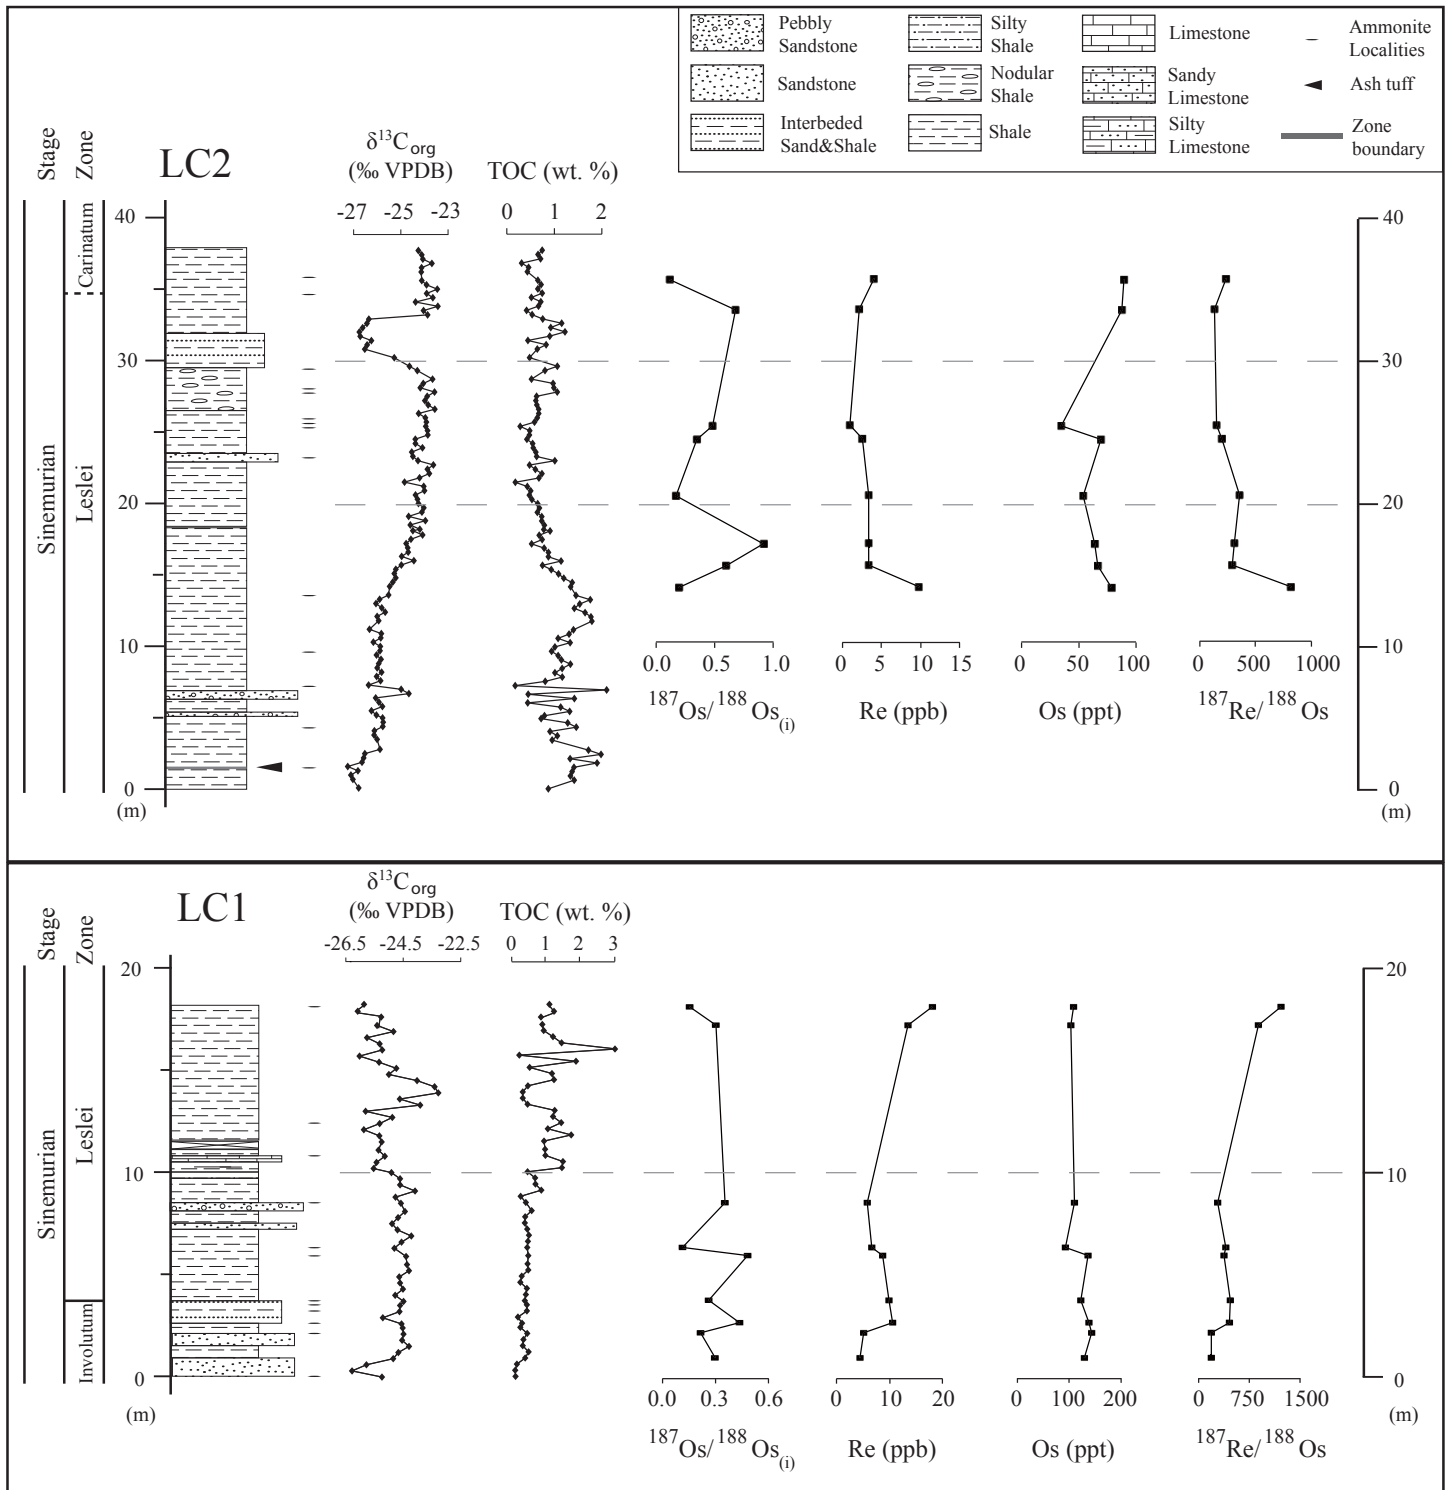 Pebbly
Sandstone
Sandstone
Interbeded
Sand&Shale
Silty
Shale
Nodular
Shale
Shale
Limestone
Sandy
Limestone
Silty
Limestone
Ammonite
Localities
Ash tuff
Zone
boundary
Stage
Zone
LC2
δ13Corg
(‰ VPDB)
TOC (wt. %)
-27 -25 -23
0 1 2
Sinemurian
Carinatum
Leslei
40
30
20
10
0
(m)
40
30
20
10
0
(m)
0.0 0.5 1.0
187Os/188Os(i)
0 5 10 15
Re (ppb)
0 50 100
Os (ppt)
0 500 1000
187Re/188Os
Stage
Zone
LC1
δ13Corg
(‰ VPDB)
TOC (wt. %)
-26.5 -24.5 -22.5
0 1 2 3
Sinemurian
Leslei
Involutum
20
10
0
(m)
20
10
0
(m)
0.0 0.3 0.6
187Os/188Os(i)
0 10 20
Re (ppb)
0 100 200
Os (ppt)
0 750 1500
187Re/188Os